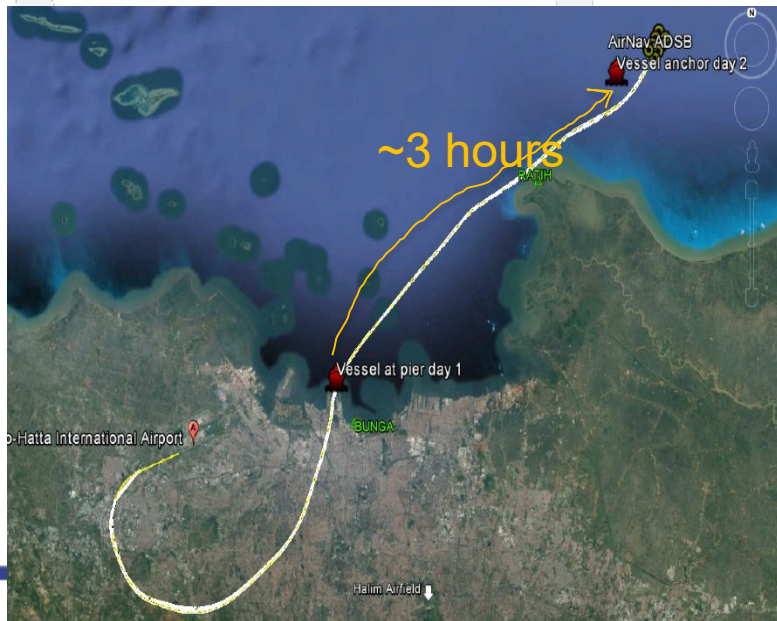 N
AirNav ADSB
Vessel anchor day 2
~3 hours
RATIH
Vessel at pier day 1
BUNGA
o-Hatta International Airport
A
Halim Airfield